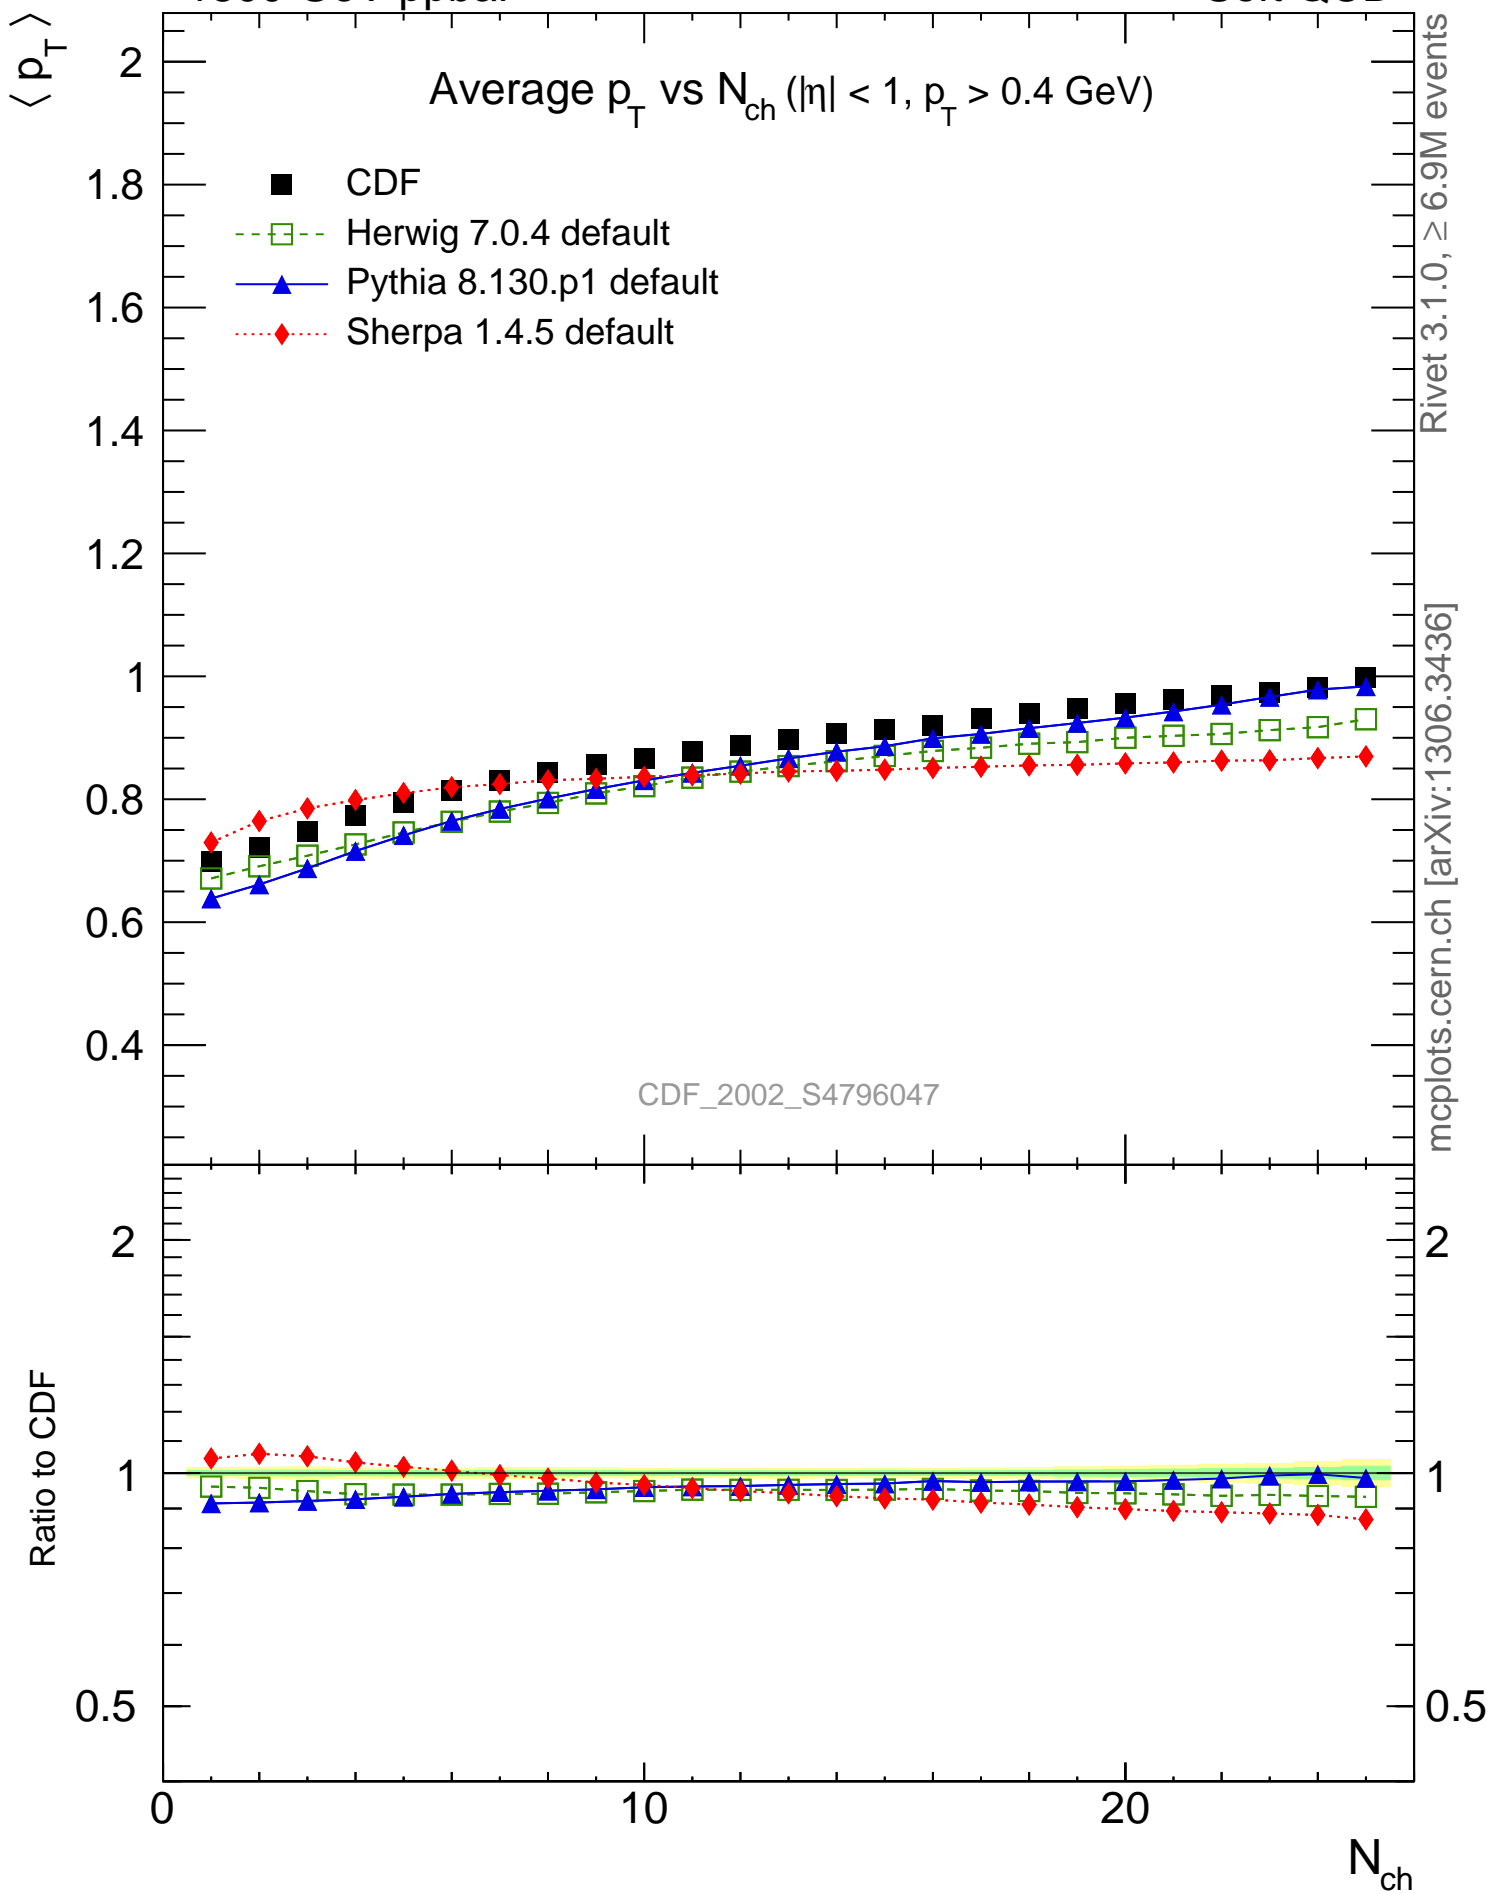 ⟨ p_T ⟩
Average p_T vs N_ch (|η| < 1, p_T > 0.4 GeV)
CDF
Herwig 7.0.4 default
Pythia 8.130.p1 default
Sherpa 1.4.5 default
2
1.8
1.6
1.4
1.2
1
0.8
0.6
0.4
CDF_2002_S4796047
Rivet 3.1.0, ≥ 6.9M events
mcplots.cern.ch [arXiv:1306.3436]
Ratio to CDF
2
1
0.5
2
1
0.5
0
10
20
N_ch